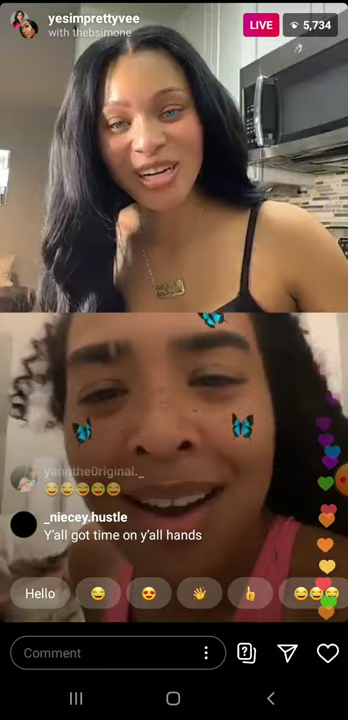 yesimprettyvee
with thebsimone
LIVE
5,734
yannthe0riginal._
😂😂😂😂😂
_niecey.hustle
Y'all got time on y'all hands
Hello
Comment